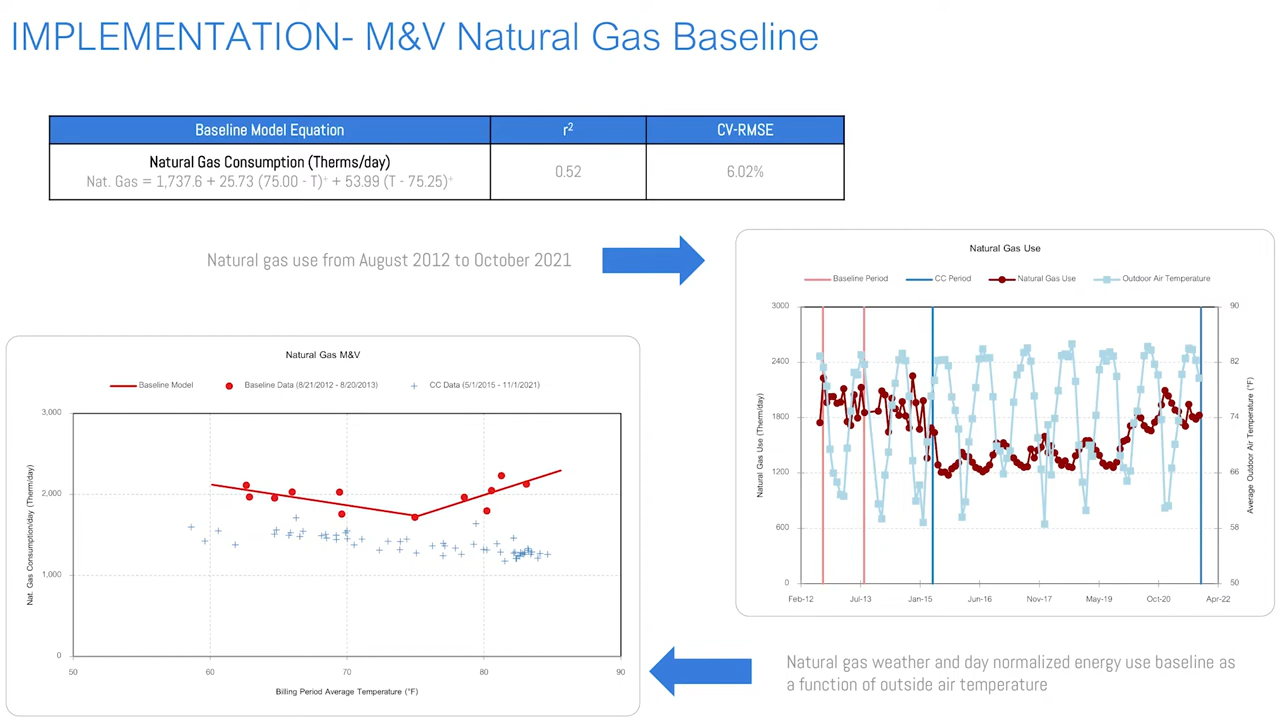 IMPLEMENTATION- M&V Natural Gas Baseline
Baseline Model Equation r² CV-RMSE
Natural Gas Consumption (Therms/day)
Nat. Gas = 1,737.6 + 25.73 (75.00 - T)⁺ + 53.99 (T - 75.25)⁺
0.52 6.02%
Natural gas use from August 2012 to October 2021
Natural Gas Use
Baseline Period CC Period Natural Gas Use Outdoor Air Temperature
3000
2400
1800
1200
600
0
Natural Gas Use (Therm/day)
90
82
74
66
58
50
Average Outdoor Air Temperature (°F)
Feb-12 Jul-13 Jan-15 Jun-16 Nov-17 May-19 Oct-20 Apr-22
Natural Gas M&V
Baseline Model Baseline Data (8/21/2012 - 8/20/2013) CC Data (5/1/2015 - 11/1/2021)
3,000
2,000
1,000
0
Nat. Gas Consumption/day (Therm/day)
50 60 70 80 90
Billing Period Average Temperature (°F)
Natural gas weather and day normalized energy use baseline as
a function of outside air temperature